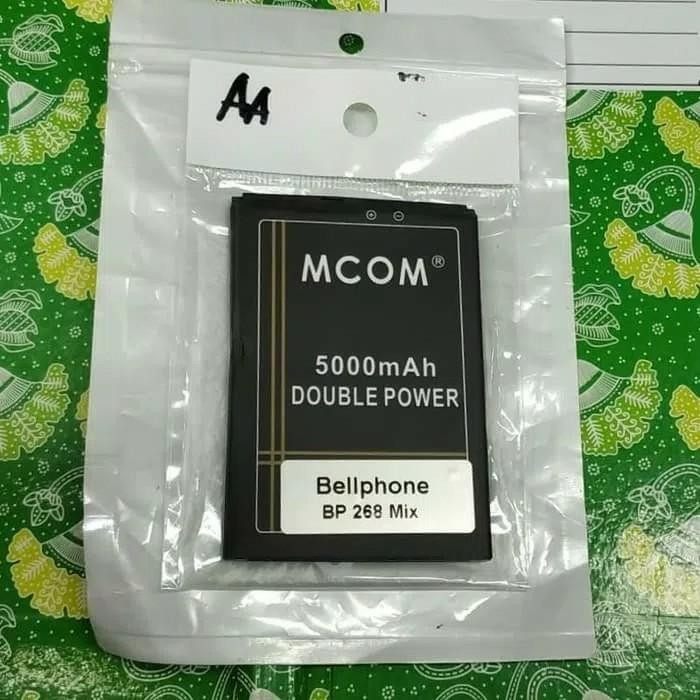 AA
MCOM®
5000mAh
DOUBLE POWER
Bellphone
BP 268 Mix